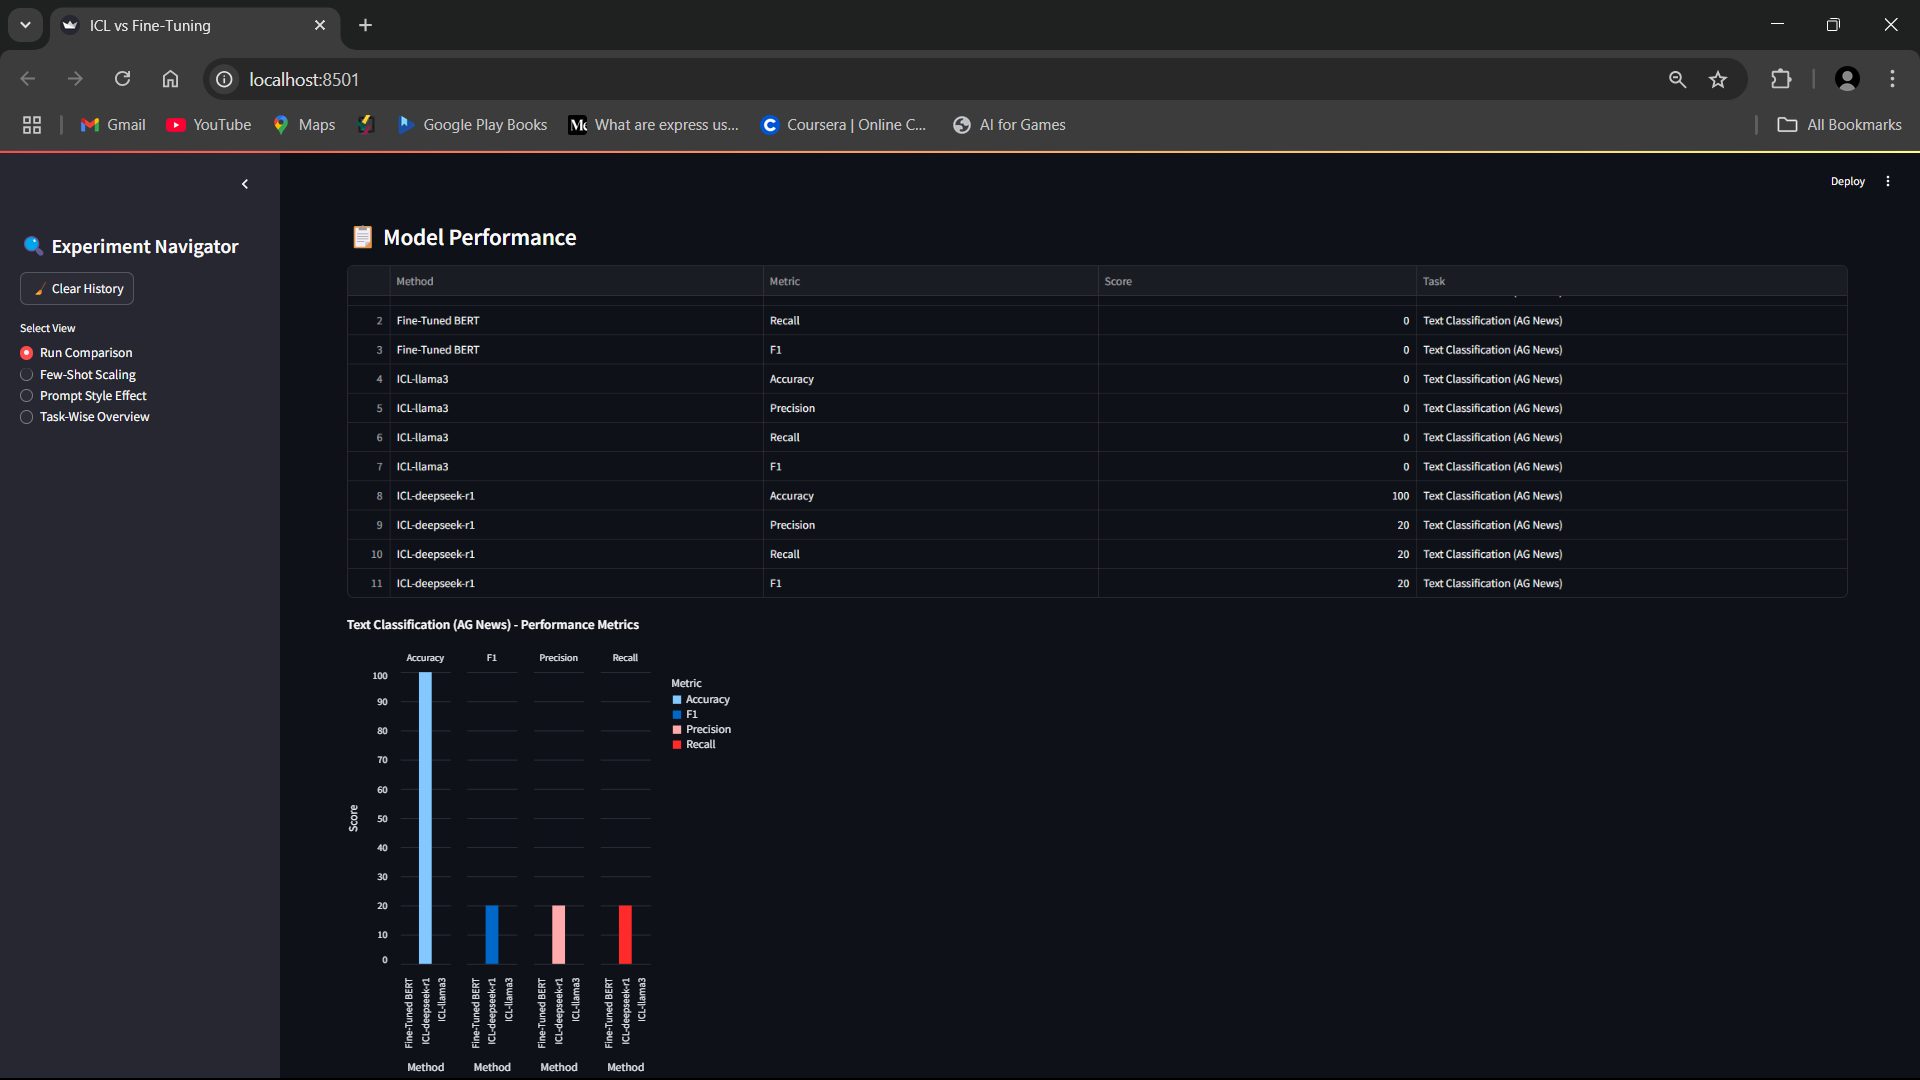 ICL vs Fine-Tuning
localhost:8501
Gmail
YouTube
Maps
Google Play Books
What are express us...
Coursera | Online C...
AI for Games
All Bookmarks
Deploy
Experiment Navigator
Clear History
Select View
Run Comparison
Few-Shot Scaling
Prompt Style Effect
Task-Wise Overview
Model Performance
Method Metric Score Task
2 Fine-Tuned BERT Recall 0 Text Classification (AG News)
3 Fine-Tuned BERT F1 0 Text Classification (AG News)
4 ICL-llama3 Accuracy 0 Text Classification (AG News)
5 ICL-llama3 Precision 0 Text Classification (AG News)
6 ICL-llama3 Recall 0 Text Classification (AG News)
7 ICL-llama3 F1 0 Text Classification (AG News)
8 ICL-deepseek-r1 Accuracy 100 Text Classification (AG News)
9 ICL-deepseek-r1 Precision 20 Text Classification (AG News)
10 ICL-deepseek-r1 Recall 20 Text Classification (AG News)
11 ICL-deepseek-r1 F1 20 Text Classification (AG News)
Text Classification (AG News) - Performance Metrics
Accuracy F1 Precision Recall
100
90
80
70
60
50
40
30
20
10
0
Score
Metric
Accuracy
F1
Precision
Recall
Fine-Tuned BERT
ICL-deepseek-r1
ICL-llama3
Fine-Tuned BERT
ICL-deepseek-r1
ICL-llama3
Fine-Tuned BERT
ICL-deepseek-r1
ICL-llama3
Fine-Tuned BERT
ICL-deepseek-r1
ICL-llama3
Method Method Method Method